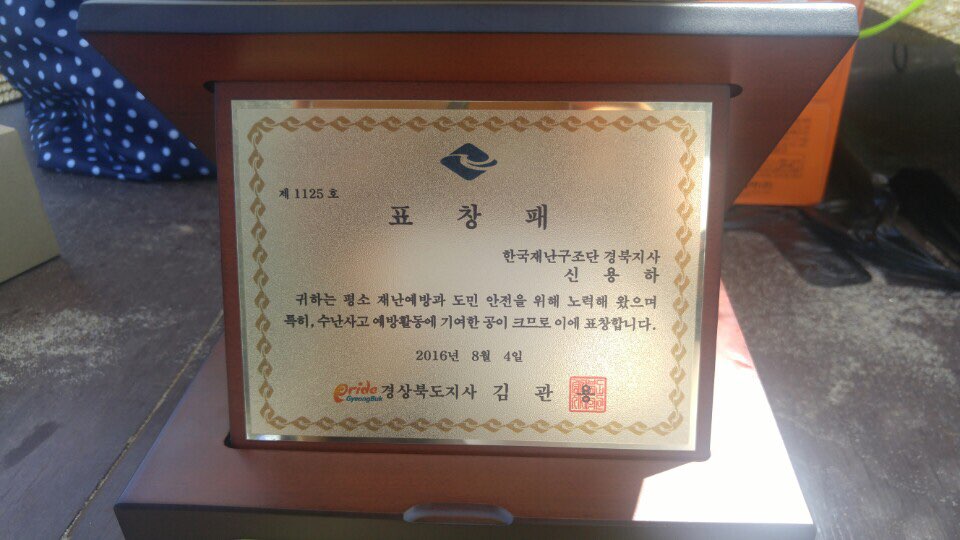 제 1125 호
표 창 패
한국재난구조단 경북지사
신 용 하
귀하는 평소 재난예방과 도민 안전을 위해 노력해 왔으며
특히, 수난사고 예방활동에 기여한 공이 크므로 이에 표창합니다.
2016년 8월 4일
Pride GyeongBuk 경상북도지사 김 관 용